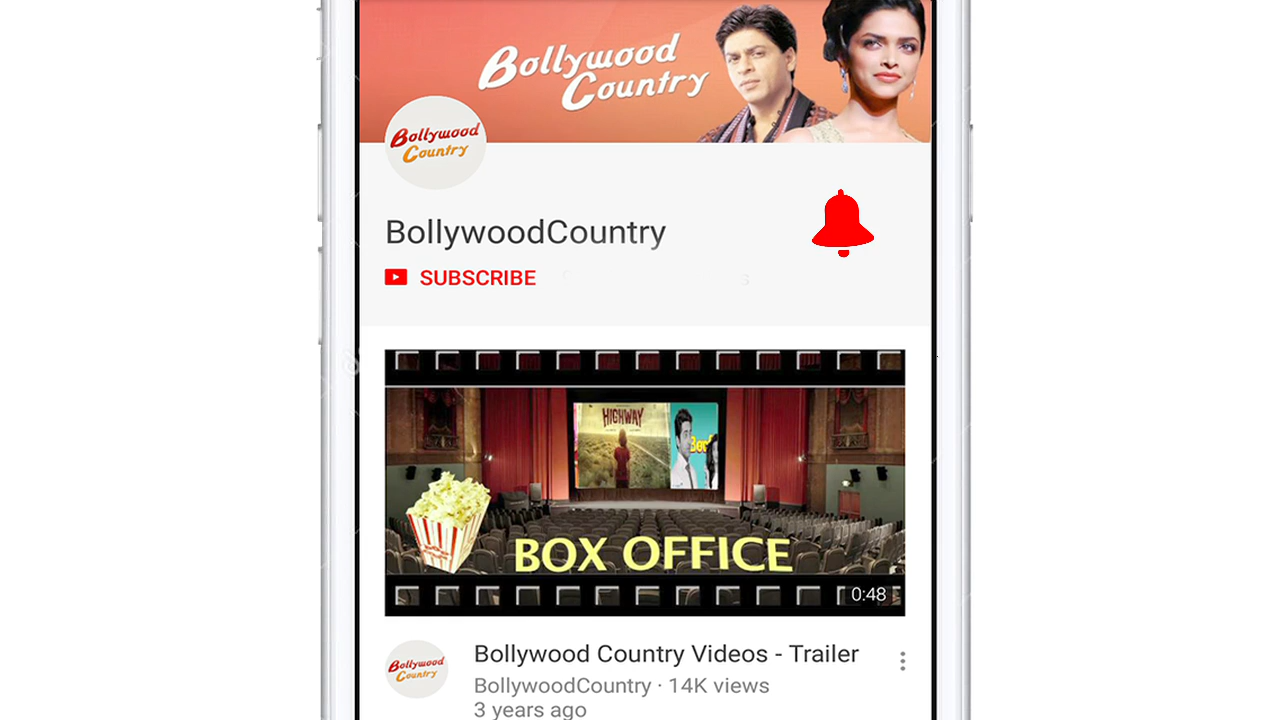 Bollywood
Country
Bollywood
Country
BollywoodCountry
SUBSCRIBE
HIGHWAY
BOX OFFICE
0:48
Bollywood
Country
Bollywood Country Videos - Trailer
BollywoodCountry · 14K views
3 years ago